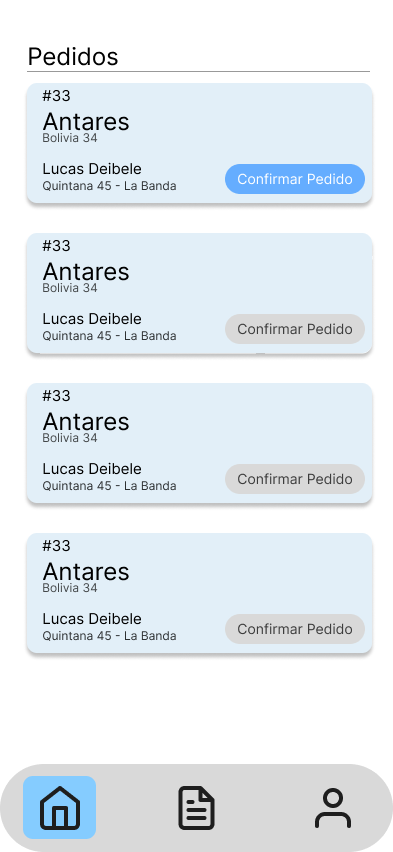 Pedidos
#33
Antares
Bolivia 34
Lucas Deibele
Quintana 45 - La Banda
Confirmar Pedido
#33
Antares
Bolivia 34
Lucas Deibele
Quintana 45 - La Banda
Confirmar Pedido
#33
Antares
Bolivia 34
Lucas Deibele
Quintana 45 - La Banda
Confirmar Pedido
#33
Antares
Bolivia 34
Lucas Deibele
Quintana 45 - La Banda
Confirmar Pedido